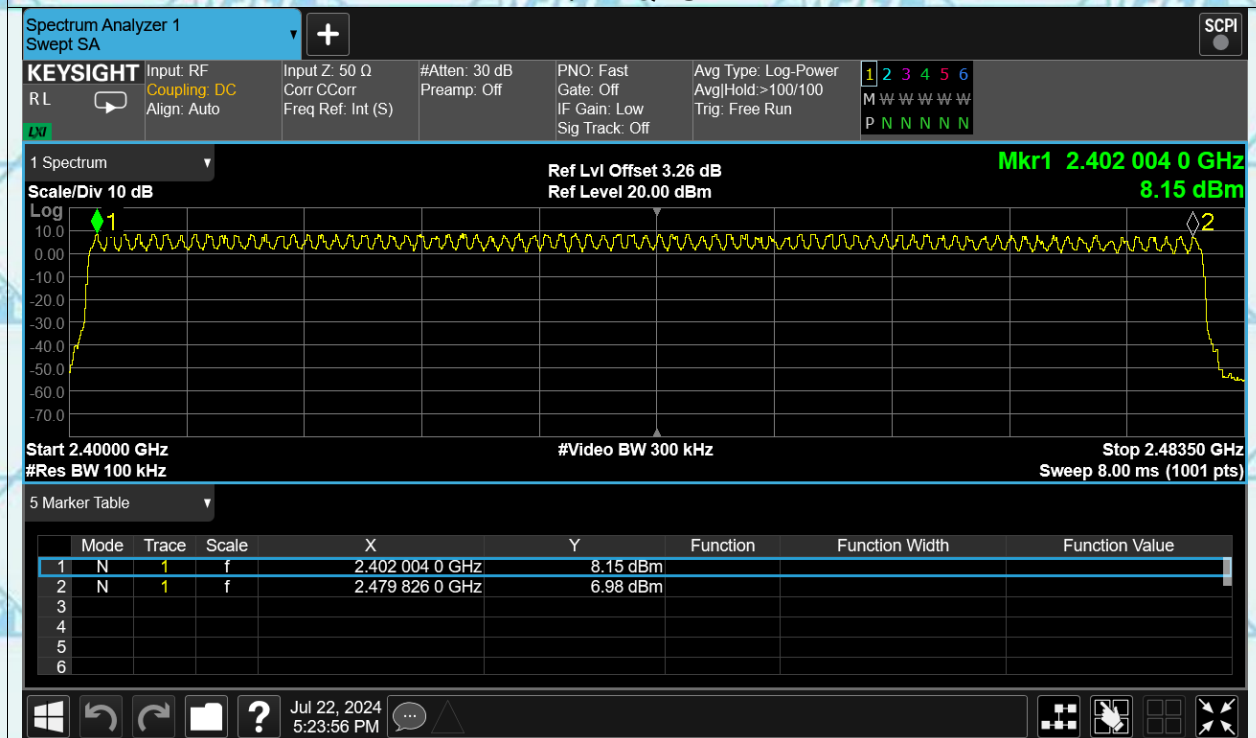 Spectrum Analyzer 1
Swept SA
+
SCPI
KEYSIGHT
RL
LXI
Input: RF
Coupling: DC
Align: Auto
Input Z: 50 Ω
Corr CCorr
Freq Ref: Int (S)
#Atten: 30 dB
Preamp: Off
PNO: Fast
Gate: Off
IF Gain: Low
Sig Track: Off
Avg Type: Log-Power
Avg|Hold:>100/100
Trig: Free Run
1 2 3 4 5 6
M W W W W W
P N N N N N
1 Spectrum
Scale/Div 10 dB
Ref Lvl Offset 3.26 dB
Ref Level 20.00 dBm
Mkr1 2.402 004 0 GHz
8.15 dBm
Log
1
2
10.0
0.00
-10.0
-20.0
-30.0
-40.0
-50.0
-60.0
-70.0
Start 2.40000 GHz
#Res BW 100 kHz
#Video BW 300 kHz
Stop 2.48350 GHz
Sweep 8.00 ms (1001 pts)
5 Marker Table
Mode Trace Scale X Y Function Function Width Function Value
1 N 1 f 2.402 004 0 GHz 8.15 dBm
2 N 1 f 2.479 826 0 GHz 6.98 dBm
3
4
5
6
?
Jul 22, 2024
5:23:56 PM